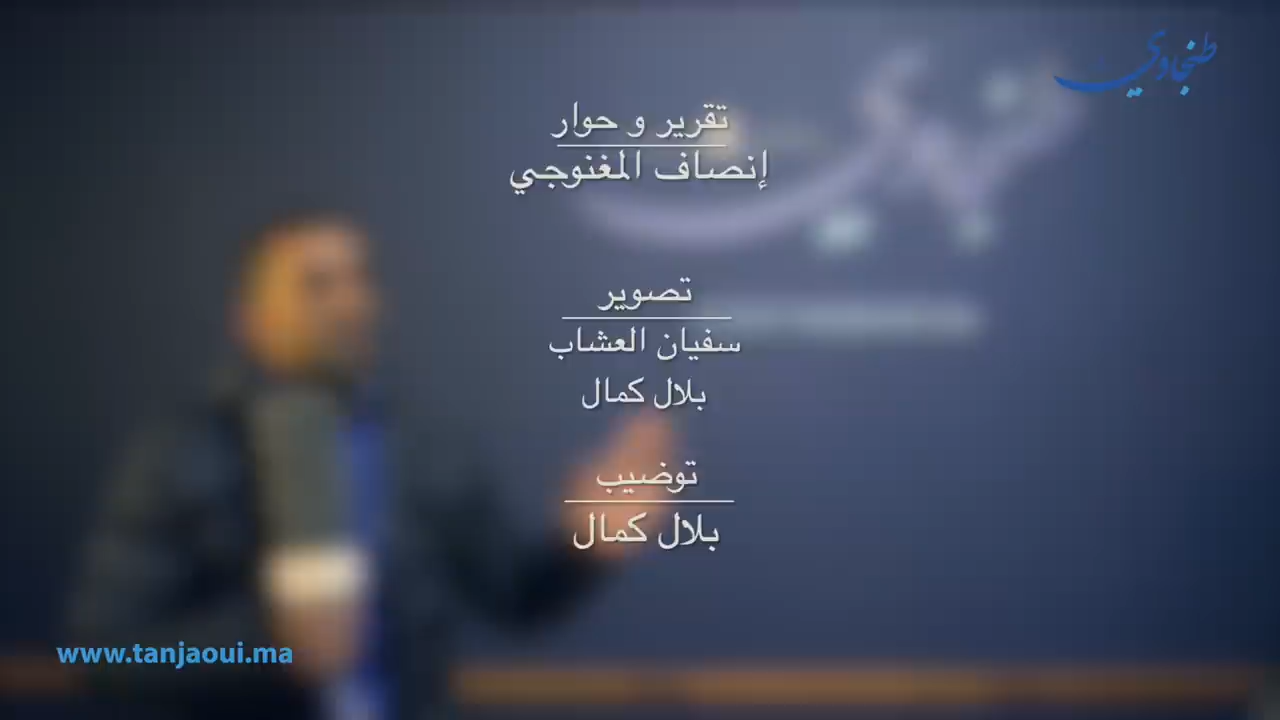 طنجاوي
تقرير و حوار
إنصاف المغنوجي
تصوير
سفيان العشاب
بلال كمال
توضيب
بلال كمال
www.tanjaoui.ma